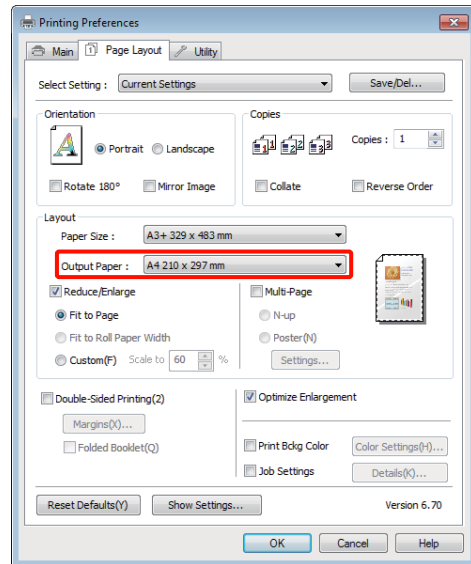 Printing Preferences
Main Page Layout Utility
Select Setting : Current Settings Save/Del...
Orientation
Portrait Landscape
Rotate 180° Mirror Image
Copies
Copies : 1
Collate Reverse Order
Layout
Paper Size : A3+ 329 x 483 mm
Output Paper : A4 210 x 297 mm
Reduce/Enlarge
Fit to Page
Fit to Roll Paper Width
Custom(F) Scale to 60 %
Multi-Page
N-up
Poster(N)
Settings...
Double-Sided Printing(2)
Margins(X)...
Folded Booklet(Q)
Optimize Enlargement
Print Bckg Color Color Settings(H)...
Job Settings Details(K)...
Reset Defaults(Y) Show Settings... Version 6.70
OK Cancel Help